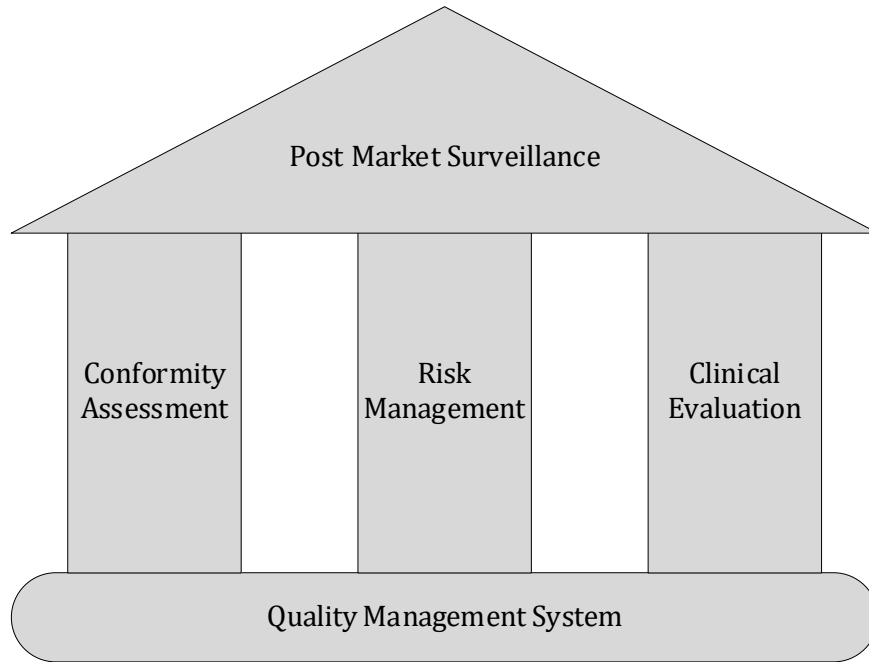 Post Market Surveillance
Conformity
Assessment
Risk
Management
Clinical
Evaluation
Quality Management System